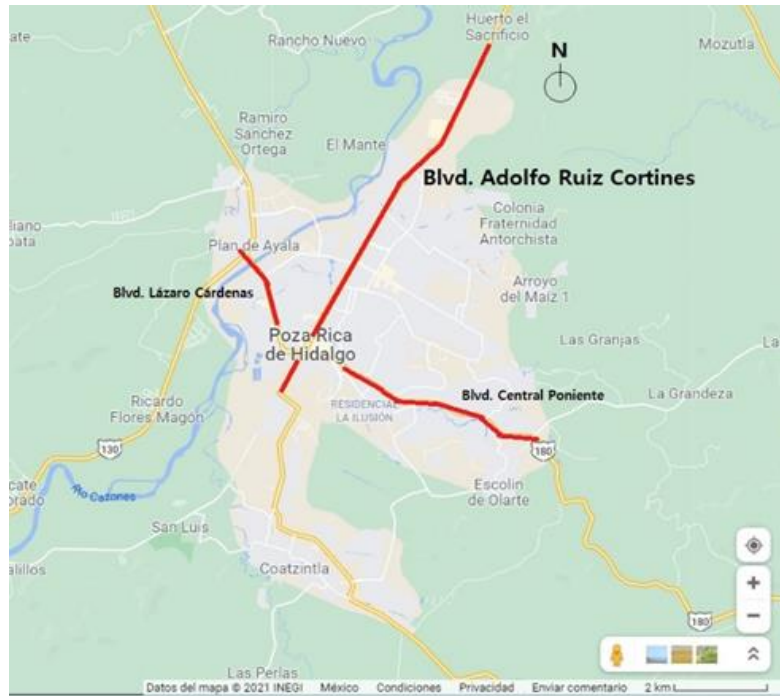 Huerto el
Sacrificio
Rancho Nuevo
N
Mozutla
Ramiro
Sánchez
Ortega
El Mante
Blvd. Adolfo Ruiz Cortines
Colonia
Fraternidad
Antorchista
Plan de Ayala
Arroyo
del Maíz 1
Blvd. Lázaro Cárdenas
Poza Rica
de Hidalgo
Las Granjas
La
Blvd. Central Poniente
La Grandeza
RESIDENCIAL
LA ILUSIÓN
Ricardo
Flores Magón
130
180
Río Cazones
Escolin
de Olarte
San Luis
Coatzintla
180
Las Perlas
Datos del mapa © 2021 INEGI México Condiciones Privacidad Enviar comentario 2 km